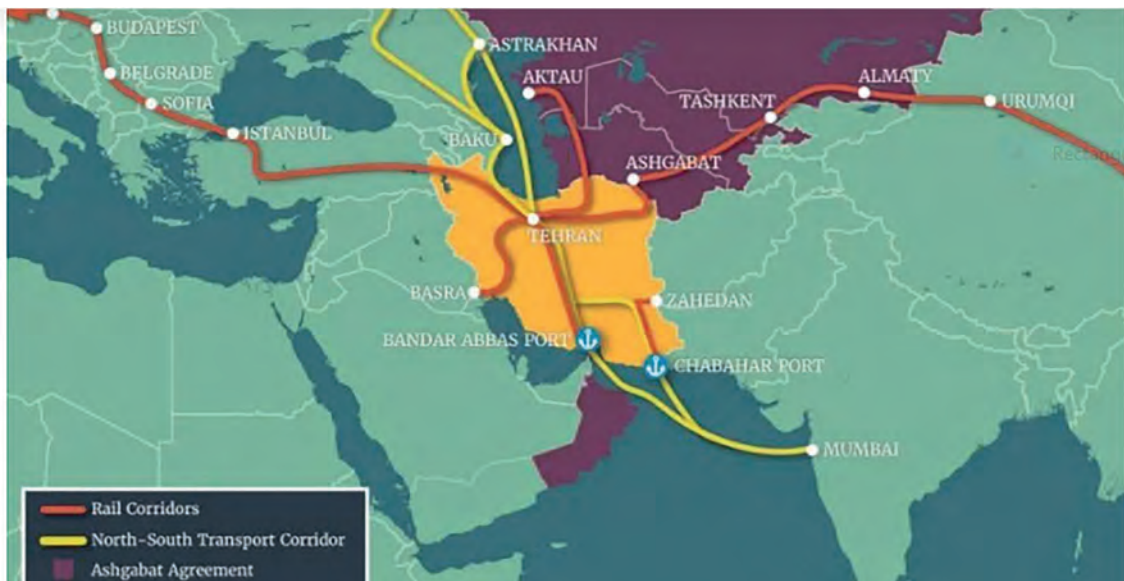 BUDAPEST
ASTRAKHAN
BELGRADE
AKTAU
ALMATY
SOFIA
TASHKENT
URUMQI
ISTANBUL
BAKU
ASHGABAT
Rectang
TEHRAN
BASRA
ZAHEDAN
BANDAR ABBAS PORT
CHABAHAR PORT
MUMBAI
Rail Corridors
North-South Transport Corridor
Ashgabat Agreement